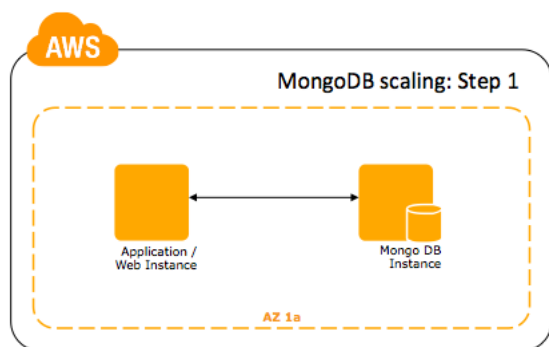 AWS
MongoDB scaling: Step 1
Application /
Web Instance
Mongo DB
Instance
AZ 1a